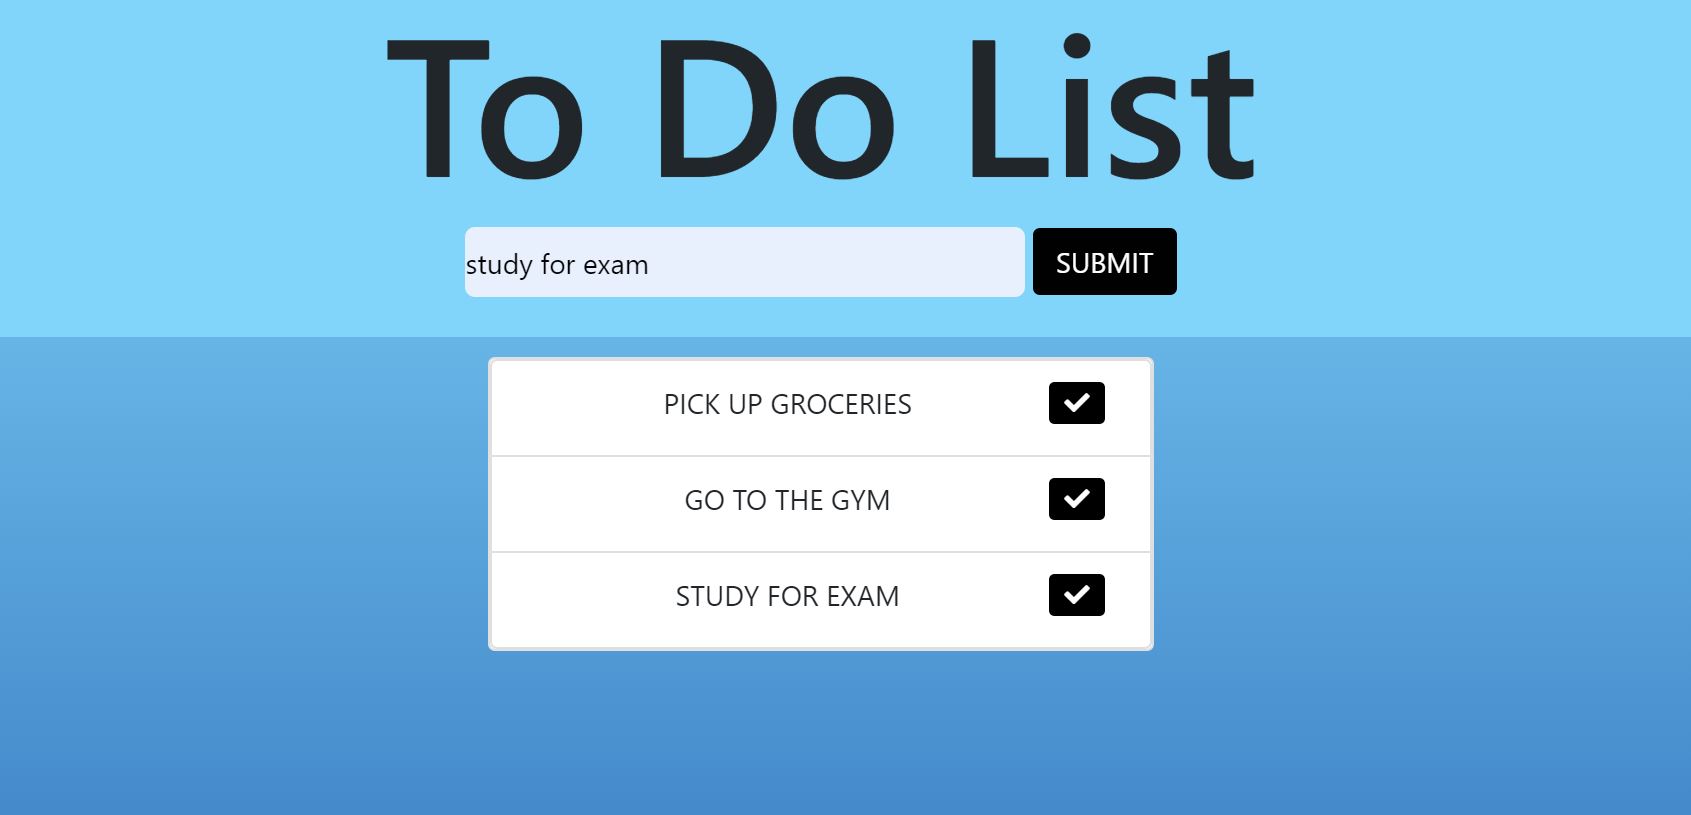 To Do List
study for exam SUBMIT
PICK UP GROCERIES
GO TO THE GYM
STUDY FOR EXAM